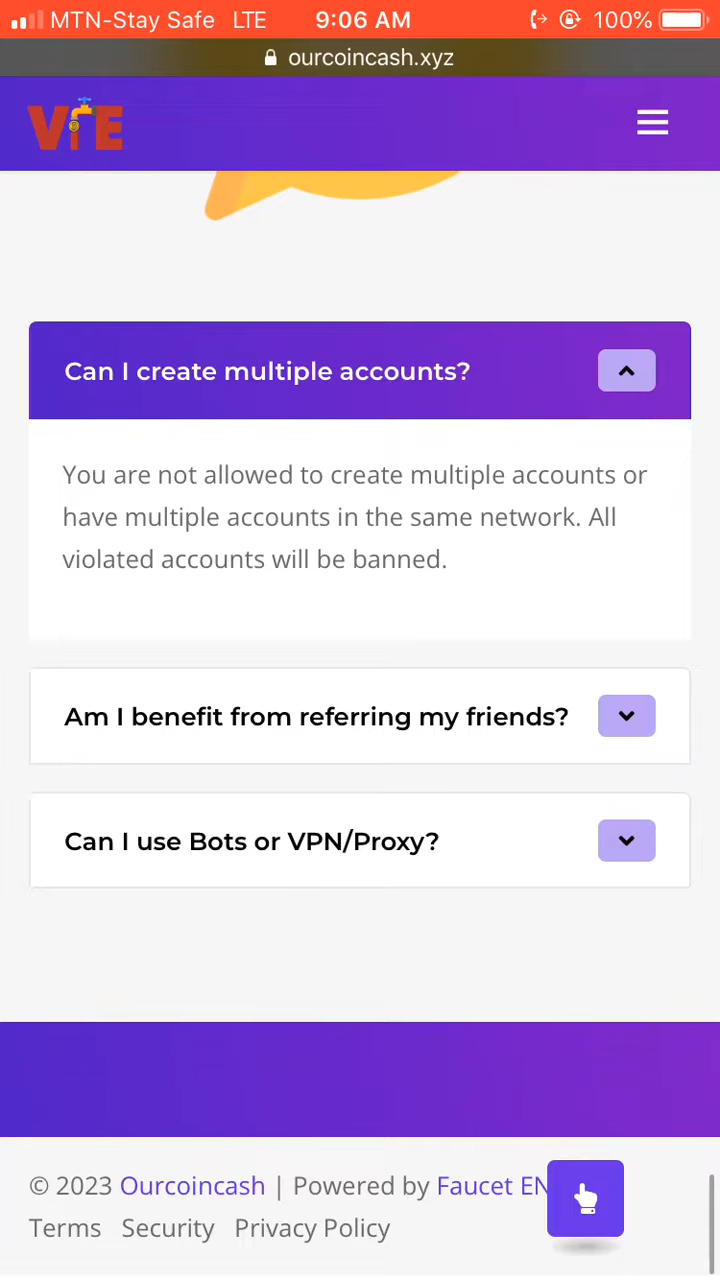 MTN-Stay Safe LTE 9:06 AM 100%
ourcoincash.xyz
VIE
Can I create multiple accounts?
You are not allowed to create multiple accounts or
have multiple accounts in the same network. All
violated accounts will be banned.
Am I benefit from referring my friends?
Can I use Bots or VPN/Proxy?
© 2023 Ourcoincash | Powered by Faucet EN
Terms Security Privacy Policy